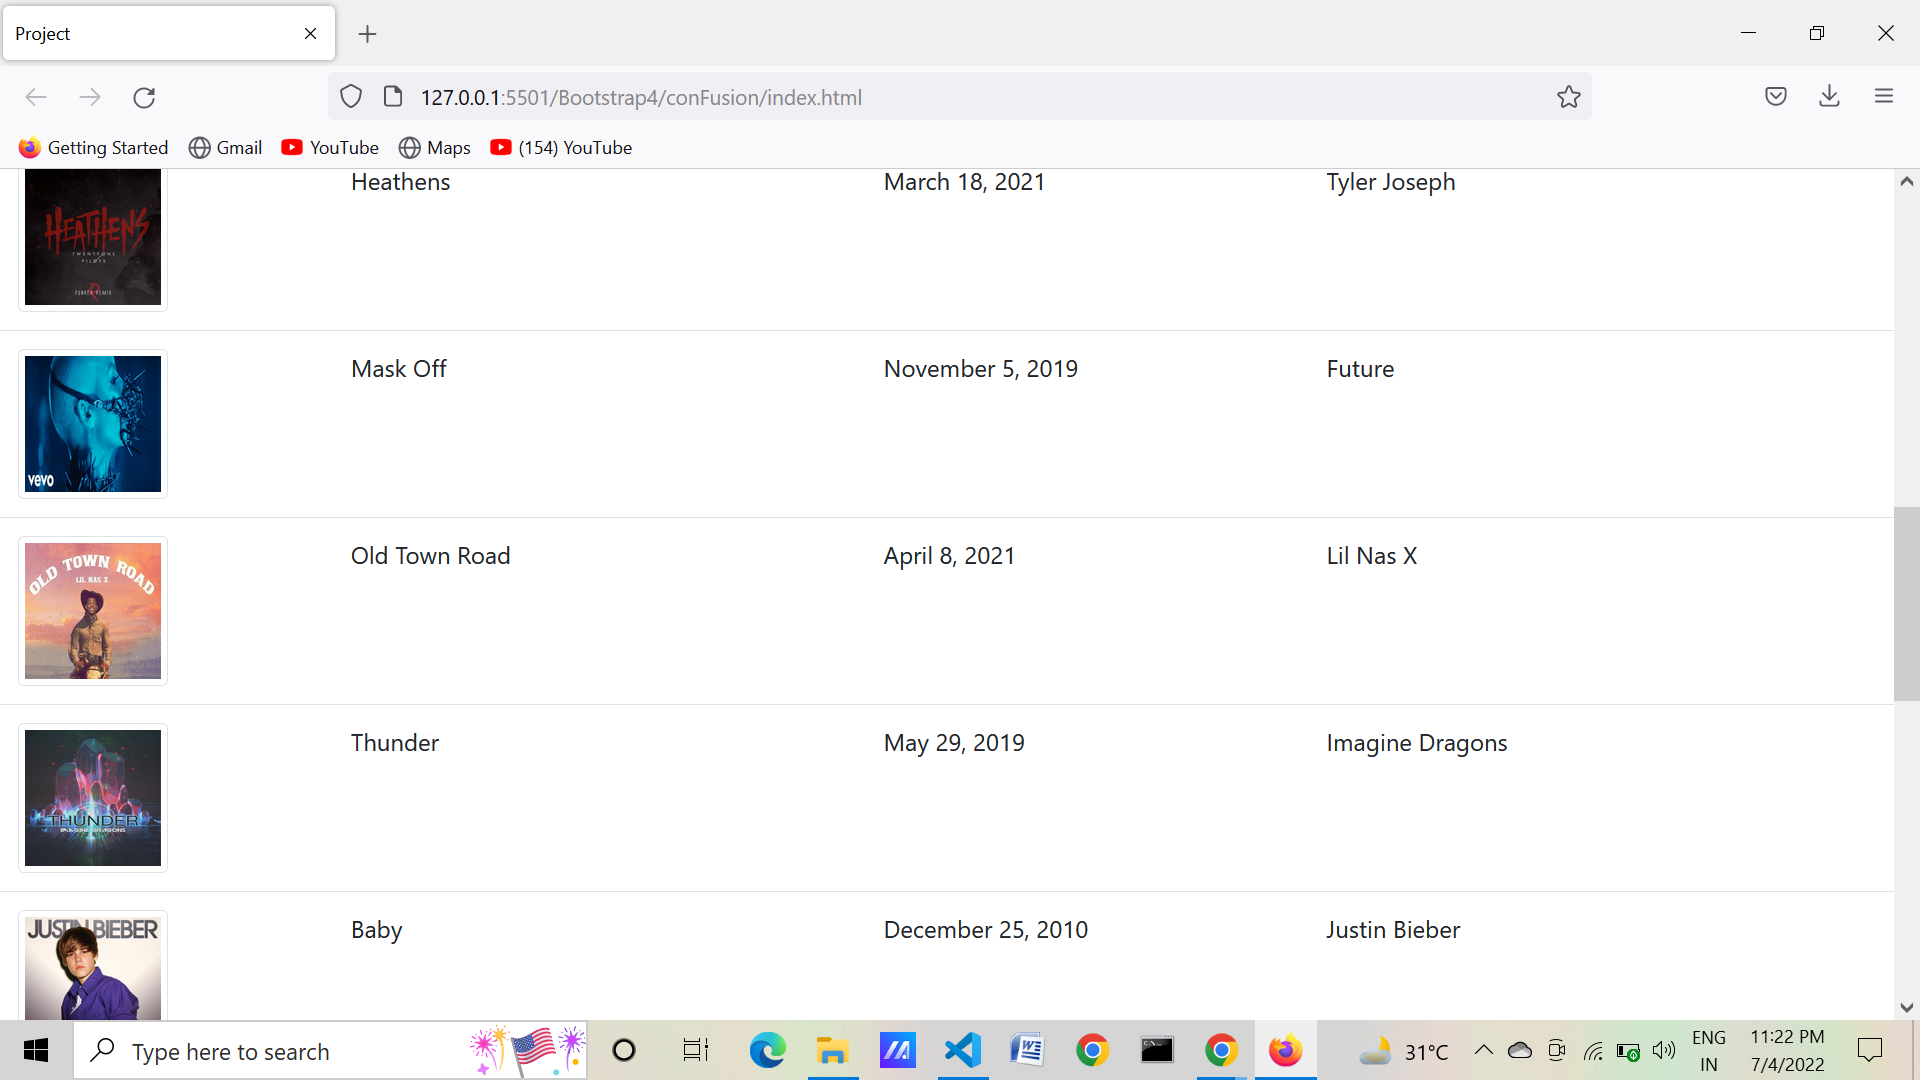 Project
127.0.0.1:5501/Bootstrap4/conFusion/index.html
Getting Started Gmail YouTube Maps (154) YouTube
Heathens March 18, 2021 Tyler Joseph
HEATHENS
TWENTY ONE
PILOTS
Mask Off November 5, 2019 Future
vevo
Old Town Road April 8, 2021 Lil Nas X
OLD TOWN ROAD
LIL NAS X
Thunder May 29, 2019 Imagine Dragons
THUNDER
IMAGINE DRAGONS
Baby December 25, 2010 Justin Bieber
JUSTIN BIEBER
Type here to search
31°C
ENG
IN
11:22 PM
7/4/2022